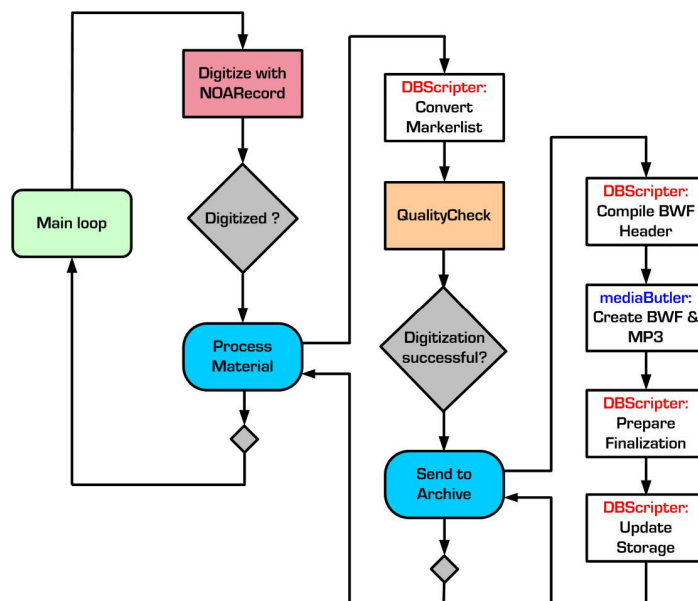 Digitize with
NOARecord
Digitized ?
Main loop
Process
Material
DBScripter:
Convert
Markerlist
QualityCheck
Digitization
successful?
Send to
Archive
DBScripter:
Compile BWF
Header
mediaButler:
Create BWF &
MP3
DBScripter:
Prepare
Finalization
DBScripter:
Update
Storage